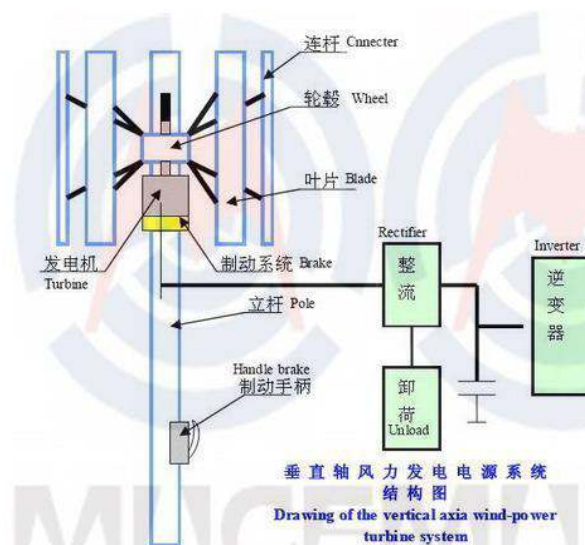 连杆 Cnnecter
轮毂 Wheel
叶片 Blade
发电机
Turbine
制动系统 Brake
立杆 Pole
Handle brake
制动手柄
Rectifier
整流
Inverter
逆变器
卸荷
Unload
垂直轴风力发电电源系统
结构图
Drawing of the vertical axia wind-power
turbine system